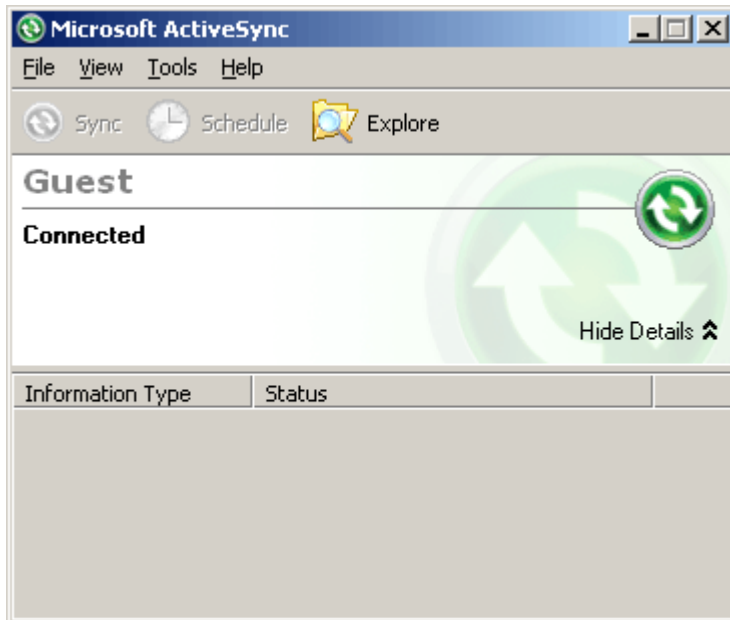 Microsoft ActiveSync
File View Tools Help
Sync Schedule Explore
Guest
Connected
Hide Details
Information Type Status